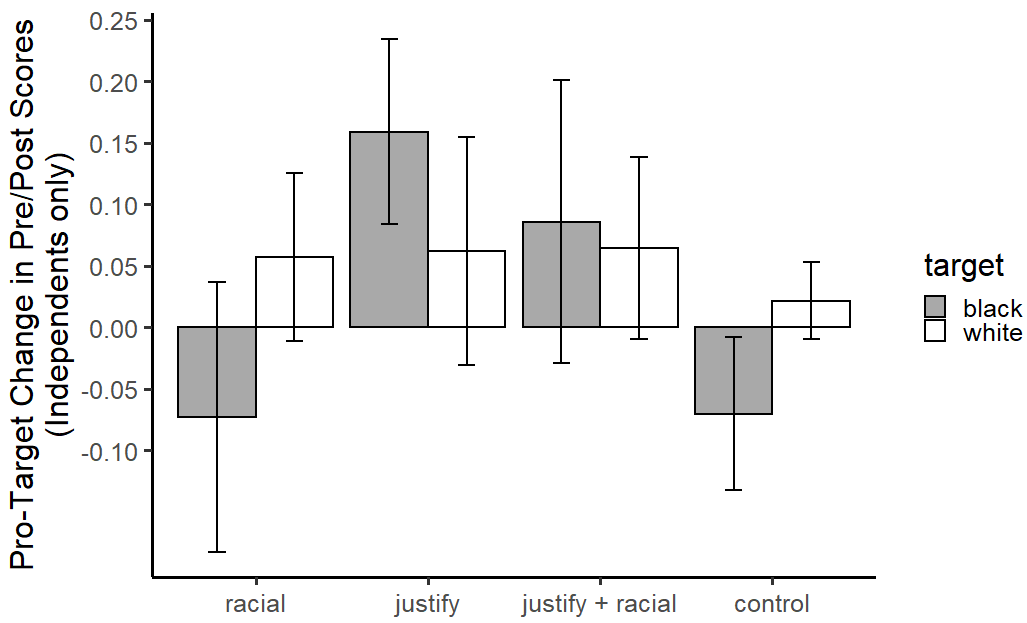 Pro-Target Change in Pre/Post Scores
(Independents only)
0.25
0.20
0.15
0.10
0.05
0.00
-0.05
-0.10
racial
justify
justify + racial
control
target
black
white